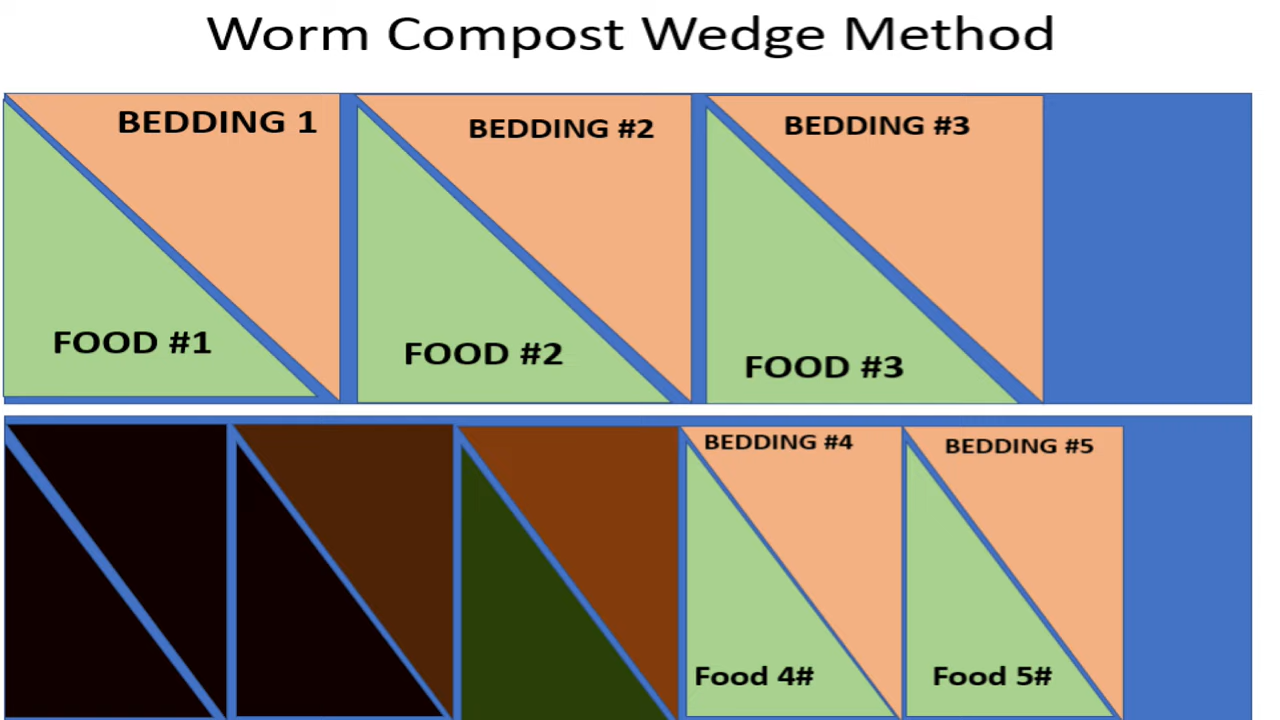 Worm Compost Wedge Method
BEDDING 1
BEDDING #2
BEDDING #3
FOOD #1
FOOD #2
FOOD #3
BEDDING #4
BEDDING #5
Food 4#
Food 5#